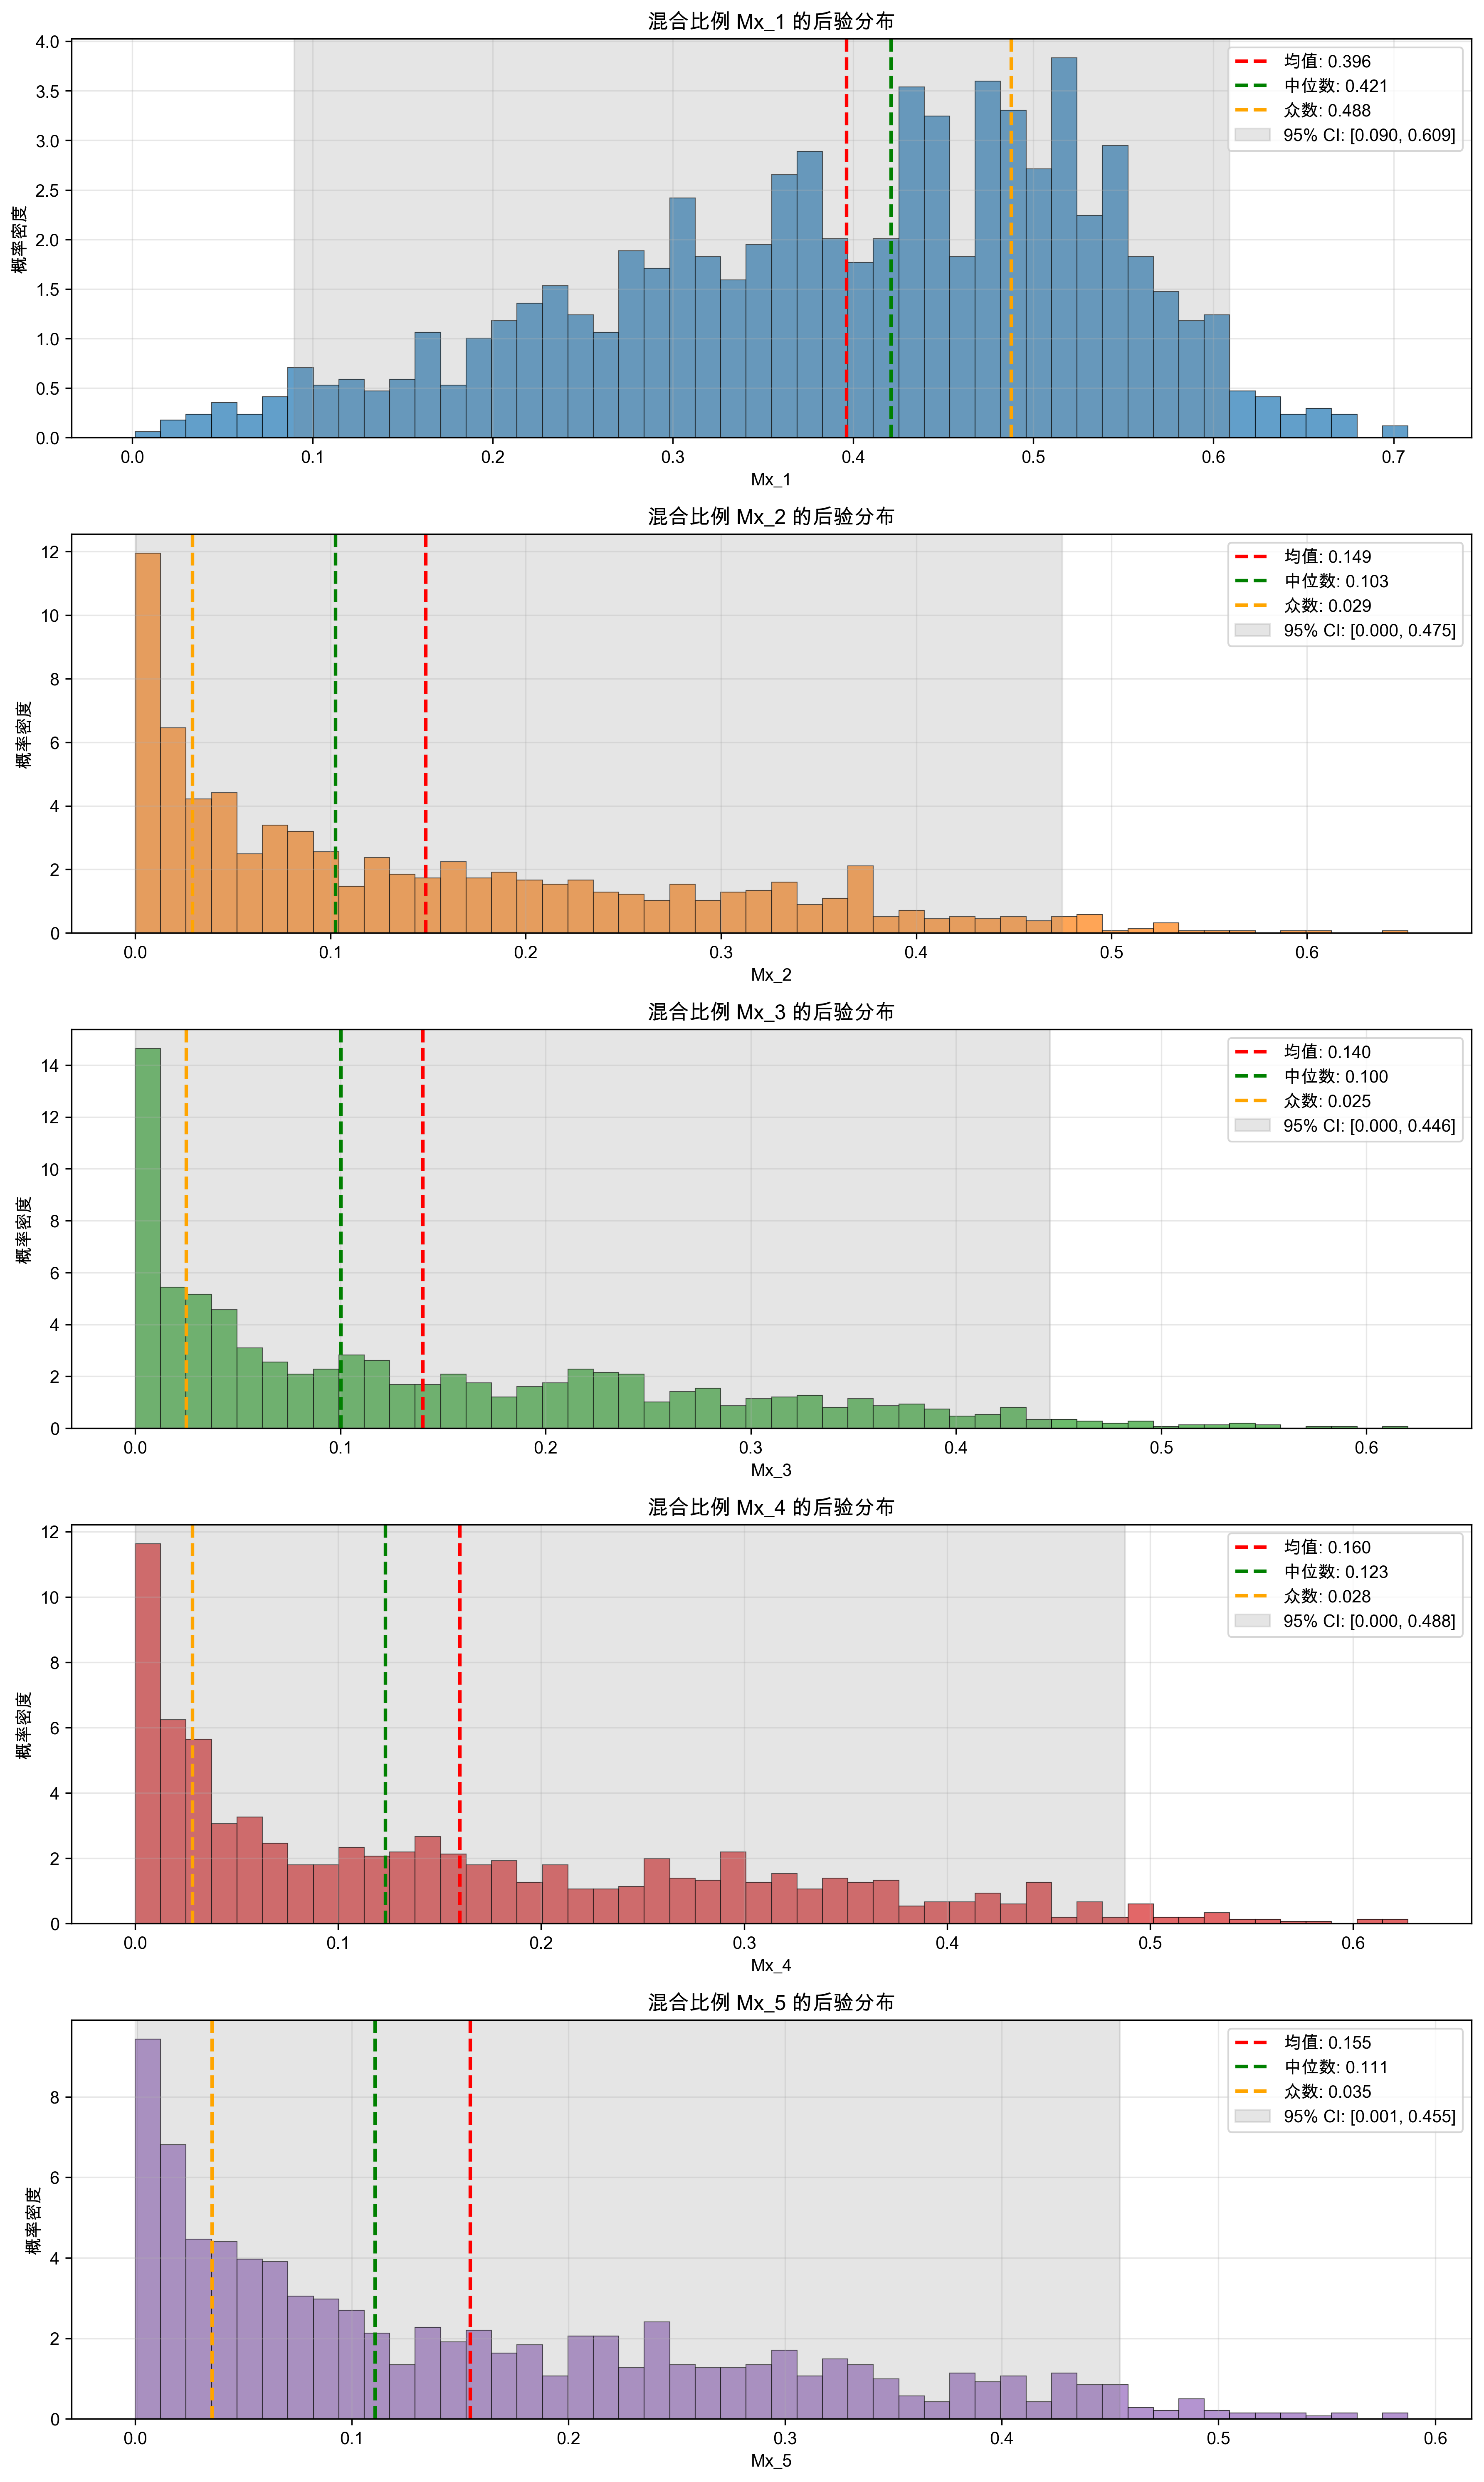 混合比例 Mx_1 的后验分布
均值: 0.396
中位数: 0.421
众数: 0.488
95% CI: [0.090, 0.609]
概率密度
4.0
3.5
3.0
2.5
2.0
1.5
1.0
0.5
0.0
0.0 0.1 0.2 0.3 0.4 0.5 0.6 0.7
Mx_1
混合比例 Mx_2 的后验分布
均值: 0.149
中位数: 0.103
众数: 0.029
95% CI: [0.000, 0.475]
概率密度
12
10
8
6
4
2
0
0.0 0.1 0.2 0.3 0.4 0.5 0.6
Mx_2
混合比例 Mx_3 的后验分布
均值: 0.140
中位数: 0.100
众数: 0.025
95% CI: [0.000, 0.446]
概率密度
14
12
10
8
6
4
2
0
0.0 0.1 0.2 0.3 0.4 0.5 0.6
Mx_3
混合比例 Mx_4 的后验分布
均值: 0.160
中位数: 0.123
众数: 0.028
95% CI: [0.000, 0.488]
概率密度
12
10
8
6
4
2
0
0.0 0.1 0.2 0.3 0.4 0.5 0.6
Mx_4
混合比例 Mx_5 的后验分布
均值: 0.155
中位数: 0.111
众数: 0.035
95% CI: [0.001, 0.455]
概率密度
8
6
4
2
0
0.0 0.1 0.2 0.3 0.4 0.5 0.6
Mx_5